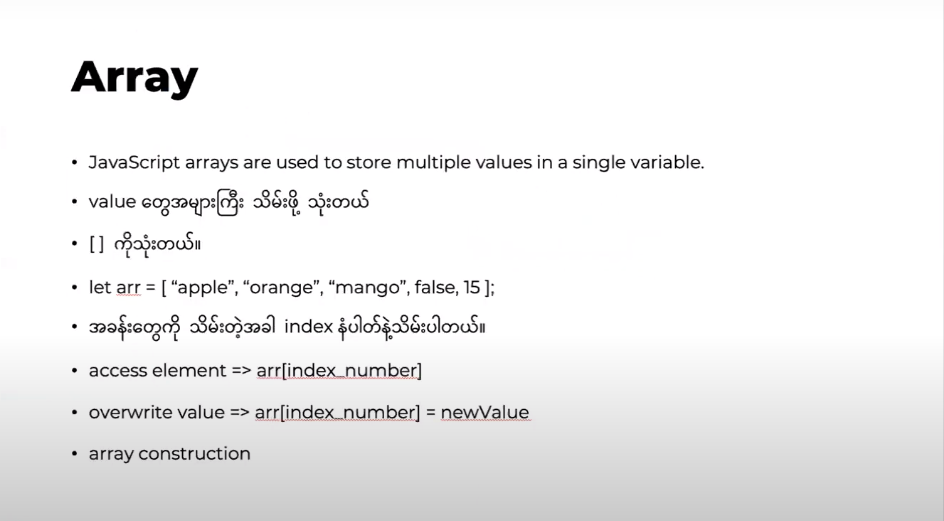 Array
• JavaScript arrays are used to store multiple values in a single variable.
• value တွေအများကြီး သိမ်းဖို့ သုံးတယ်
• [ ] ကိုသုံးတယ်။
• let arr = [ “apple”, “orange”, “mango”, false, 15 ];
• အခန်းတွေကို သိမ်းတဲ့အခါ index နံပါတ်နဲ့သိမ်းပါတယ်။
• access element => arr[index_number]
• overwrite value => arr[index_number] = newValue
• array construction